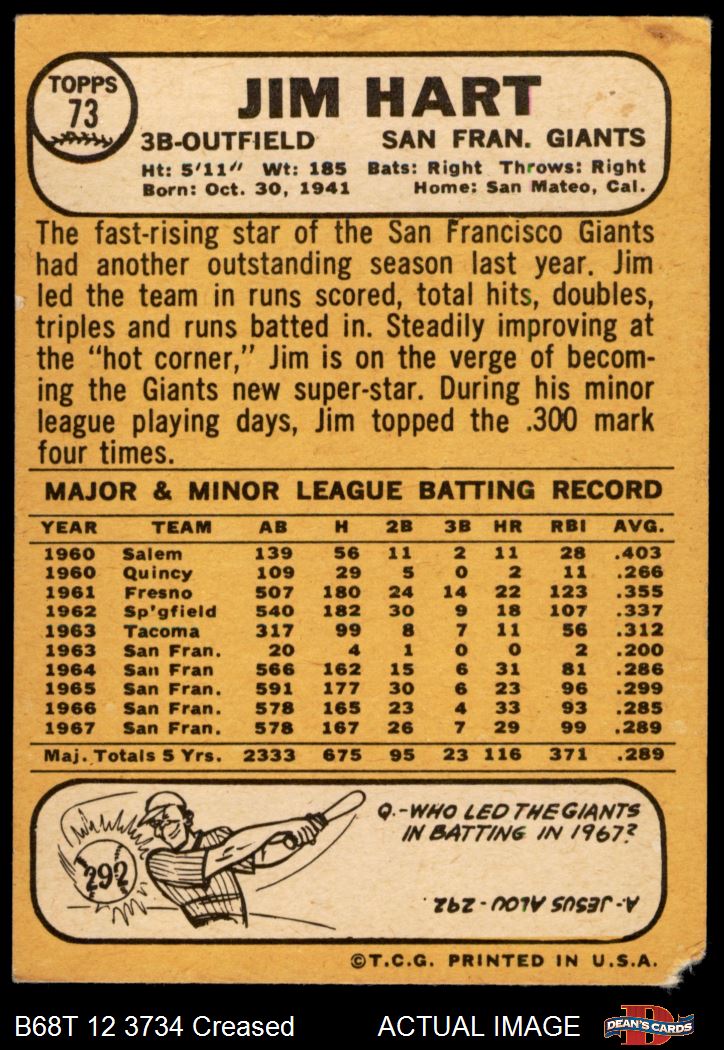 TOPPS
73
JIM HART
3B-OUTFIELD SAN FRAN. GIANTS
Ht: 5'11" Wt: 185 Bats: Right Throws: Right
Born: Oct. 30, 1941 Home: San Mateo, Cal.
The fast-rising star of the San Francisco Giants
had another outstanding season last year. Jim
led the team in runs scored, total hits, doubles,
triples and runs batted in. Steadily improving at
the "hot corner," Jim is on the verge of becom-
ing the Giants new super-star. During his minor
league playing days, Jim topped the .300 mark
four times.
MAJOR & MINOR LEAGUE BATTING RECORD
YEAR TEAM AB H 2B 3B HR RBI AVG.
1960 Salem 139 56 11 2 11 28 .403
1960 Quincy 109 29 5 0 2 11 .266
1961 Fresno 507 180 24 14 22 123 .355
1962 Sp'gfield 540 182 30 9 18 107 .337
1963 Tacoma 317 99 8 7 11 56 .312
1963 San Fran. 20 4 1 0 0 2 .200
1964 San Fran. 566 162 15 6 31 81 .286
1965 San Fran. 591 177 30 6 23 96 .299
1966 San Fran. 578 165 23 4 33 93 .285
1967 San Fran. 578 167 26 7 29 99 .289
Maj. Totals 5 Yrs. 2333 675 95 23 116 371 .289
292
Q.-WHO LED THE GIANTS
IN BATTING IN 1967?
A-JESUS ALOU - 292.
©T.C.G. PRINTED IN U.S.A.
B68T 12 3734 Creased ACTUAL IMAGE
D
DEAN'S CARDS